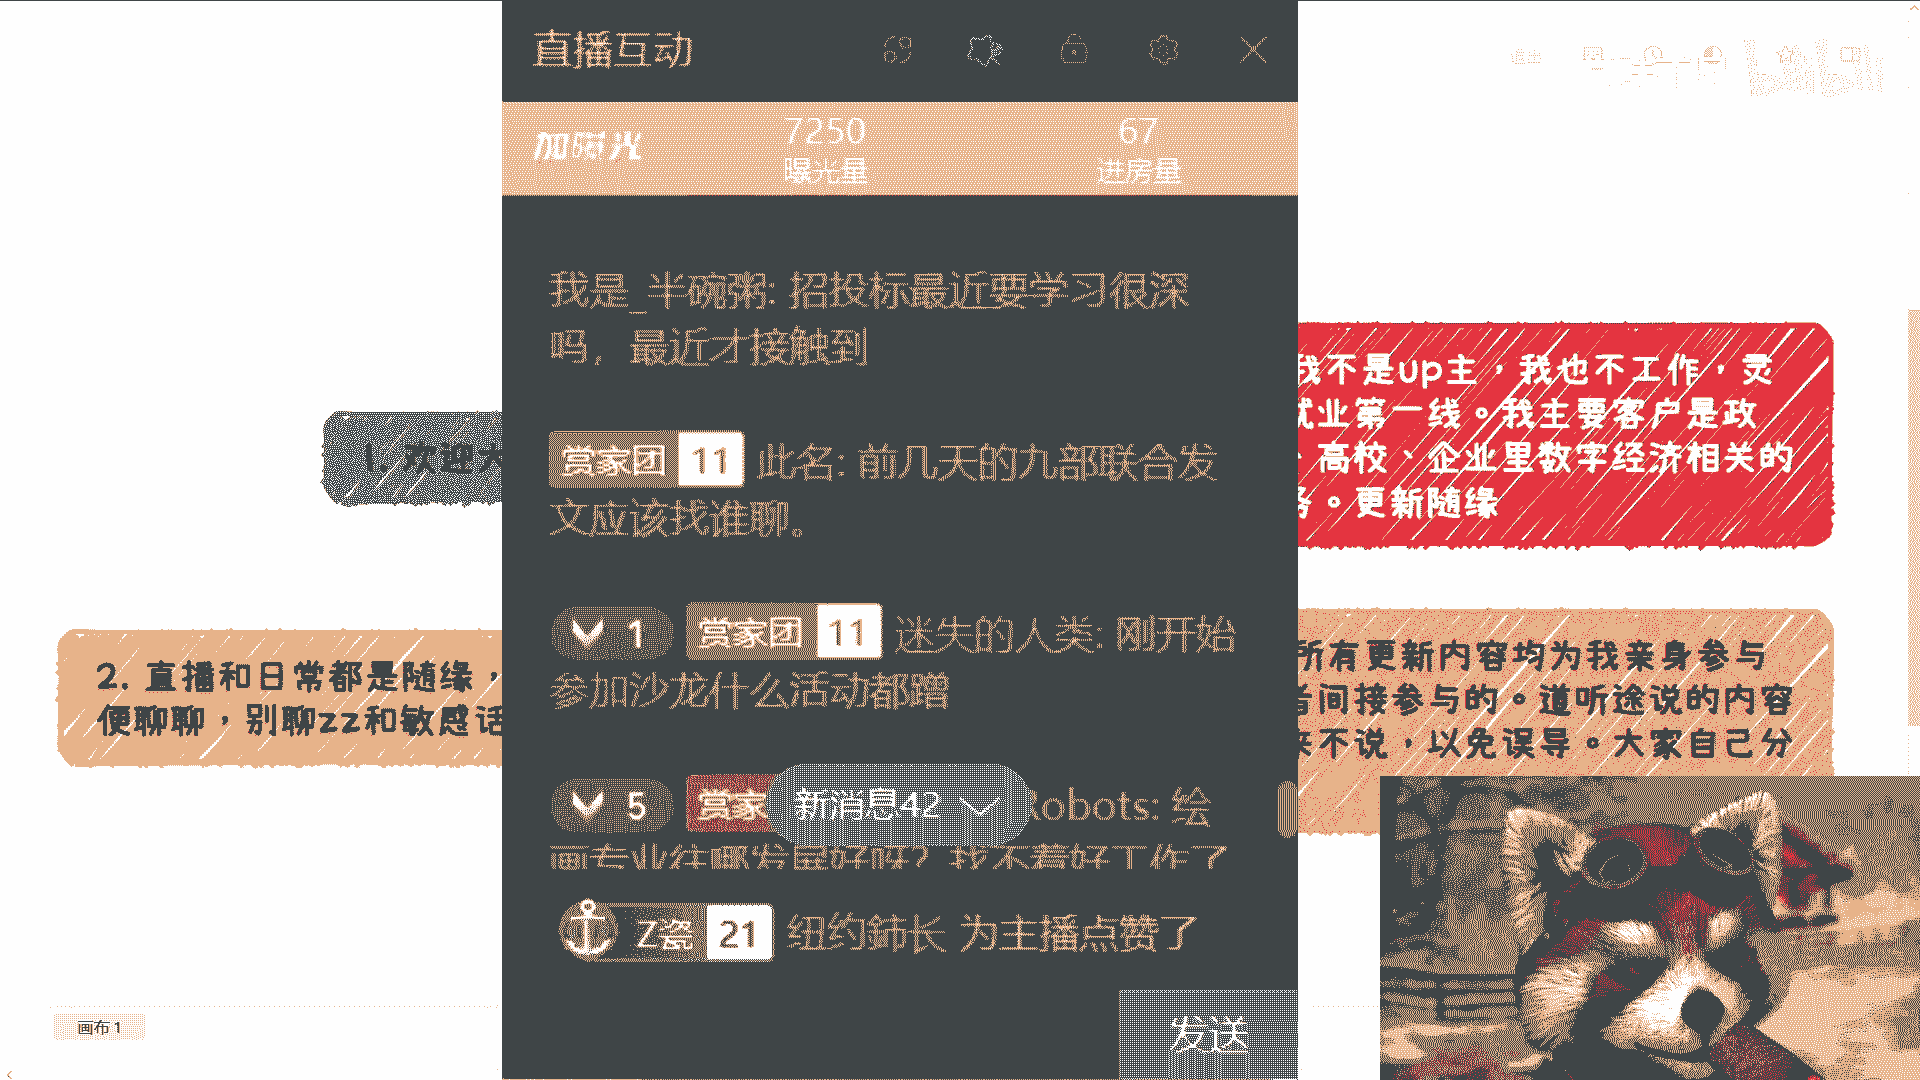 直播互动
加曝光
7250
曝光量
67
进房量
我是_半碗粥: 招投标最近要学习很深
吗，最近才接触到
赏家团 11 此名: 前几天的九部联合发
文应该找谁聊。
1 赏家团 11 迷失的人类: 刚开始
参加沙龙什么活动都蹭
5 赏家 新消息42 Robots: 绘
画专业往哪发展好呀？找不着好工作了
Z瓷 21 纽约鈰长 为主播点赞了
发送
1. 欢迎大
2. 直播和日常都是随缘，
便聊聊，别聊zz和敏感话
我不是up主，我也不工作，灵
就业第一线。我主要客户是政
、高校、企业里数字经济相关的
务。更新随缘
所有更新内容均为我亲身参与
者间接参与的。道听途说的内容
来不说，以免误导。大家自己分
画布 1